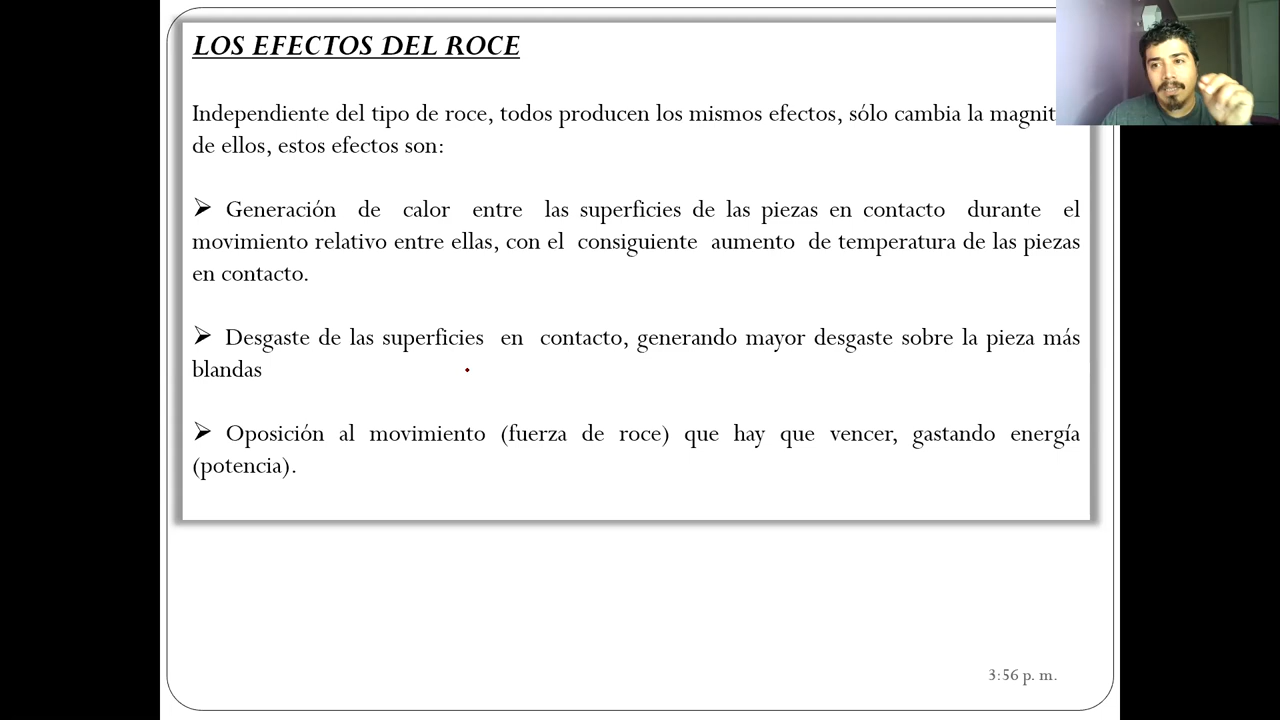 LOS EFECTOS DEL ROCE
Independiente del tipo de roce, todos producen los mismos efectos, sólo cambia la
de ellos, estos efectos son:
➢ Generación de calor entre las superficies de las piezas en contacto durante el
movimiento relativo entre ellas, con el consiguiente aumento de temperatura de las piezas
en contacto.
➢ Desgaste de las superficies en contacto, generando mayor desgaste sobre la pieza más
blandas
➢ Oposición al movimiento (fuerza de roce) que hay que vencer, gastando energía
(potencia).
3:56 p. m.